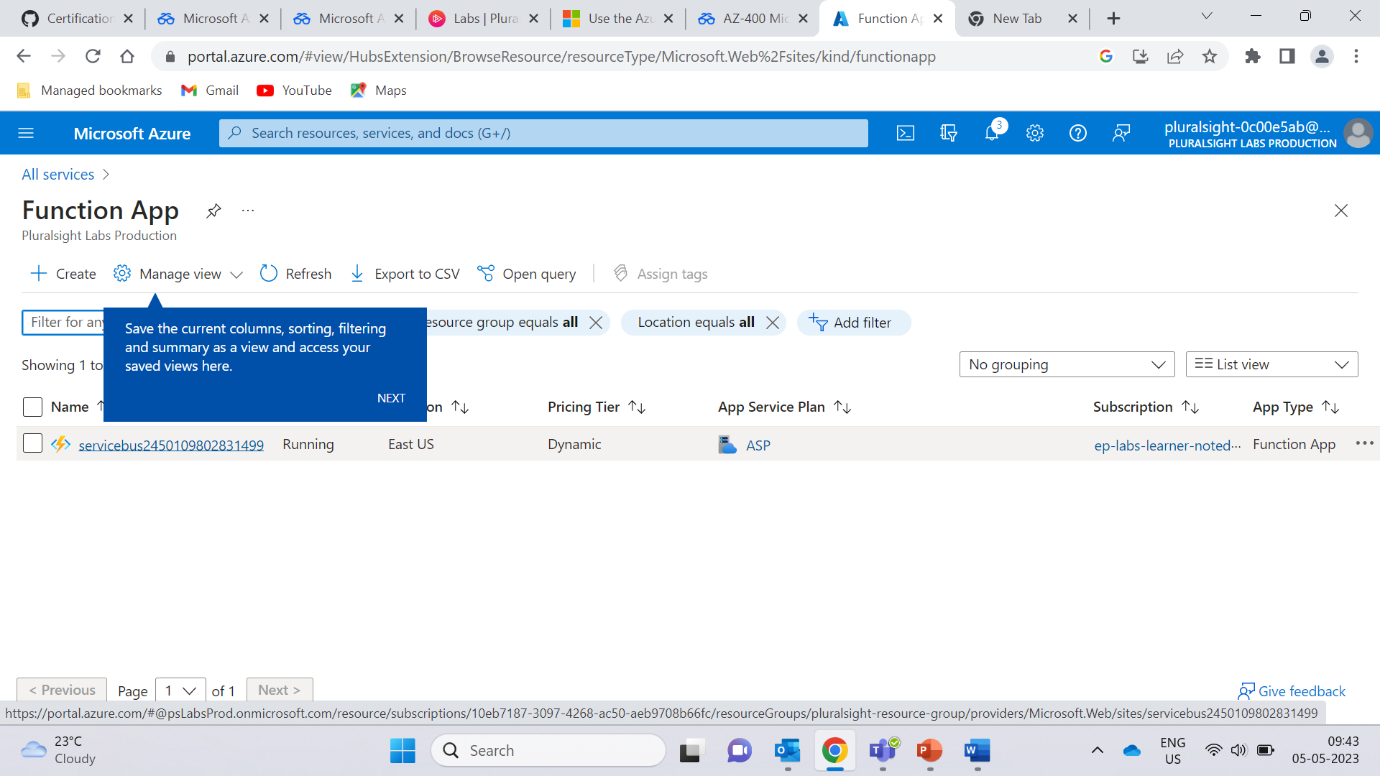 Certification
Microsoft A
Microsoft A
Labs | Plura
Use the Azu
AZ-400 Mic
Function Ap
New Tab
portal.azure.com/#view/HubsExtension/BrowseResource/resourceType/Microsoft.Web%2Fsites/kind/functionapp
Managed bookmarks
Gmail
YouTube
Maps
Microsoft Azure
Search resources, services, and docs (G+/)
3
pluralsight-0c00e5ab@...
PLURALSIGHT LABS PRODUCTION
All services
Function App
Pluralsight Labs Production
Create
Manage view
Refresh
Export to CSV
Open query
Assign tags
Filter for any
Save the current columns, sorting, filtering
and summary as a view and access your
saved views here.
NEXT
esource group equals all
Location equals all
Add filter
Showing 1 to
No grouping
List view
Name
on
Pricing Tier
App Service Plan
Subscription
App Type
servicebus2450109802831499
Running
East US
Dynamic
ASP
ep-labs-learner-noted···
Function App
< Previous
Page
1
of 1
Next >
Give feedback
https://portal.azure.com/#@psLabsProd.onmicrosoft.com/resource/subscriptions/10eb7187-3097-4268-ac50-aeb9708b66fc/resourceGroups/pluralsight-resource-group/providers/Microsoft.Web/sites/servicebus2450109802831499
23°C
Cloudy
Search
ENG
US
09:43
05-05-2023